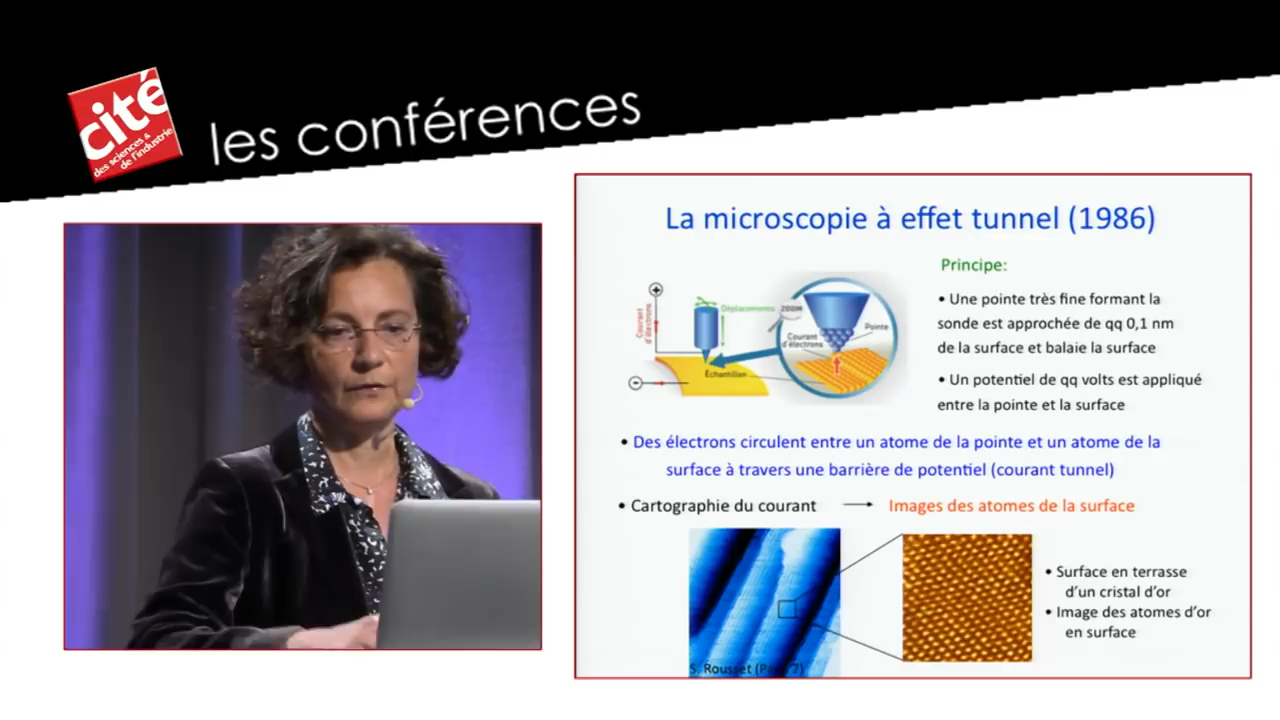 cité
des sciences &
de l'industrie
les conférences
La microscopie à effet tunnel (1986)
Principe:
• Une pointe très fine formant la
sonde est approchée de qq 0,1 nm
de la surface et balaie la surface
• Un potentiel de qq volts est appliqué
entre la pointe et la surface
+
Courant
d'électrons
Déplacements
ZOOM
Courant
d'électrons
Pointe
Échantillon
–
• Des électrons circulent entre un atome de la pointe et un atome de la
surface à travers une barrière de potentiel (courant tunnel)
• Cartographie du courant → Images des atomes de la surface
• Surface en terrasse
d'un cristal d'or
• Image des atomes d'or
en surface
S. Rousset (Paris 7)